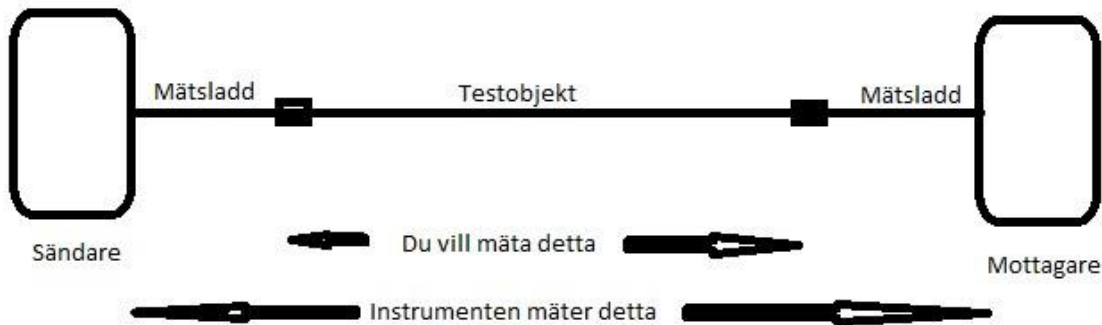 Mätsladd
Testobjekt
Mätsladd
Sändare
Du vill mäta detta
Mottagare
Instrumenten mäter detta